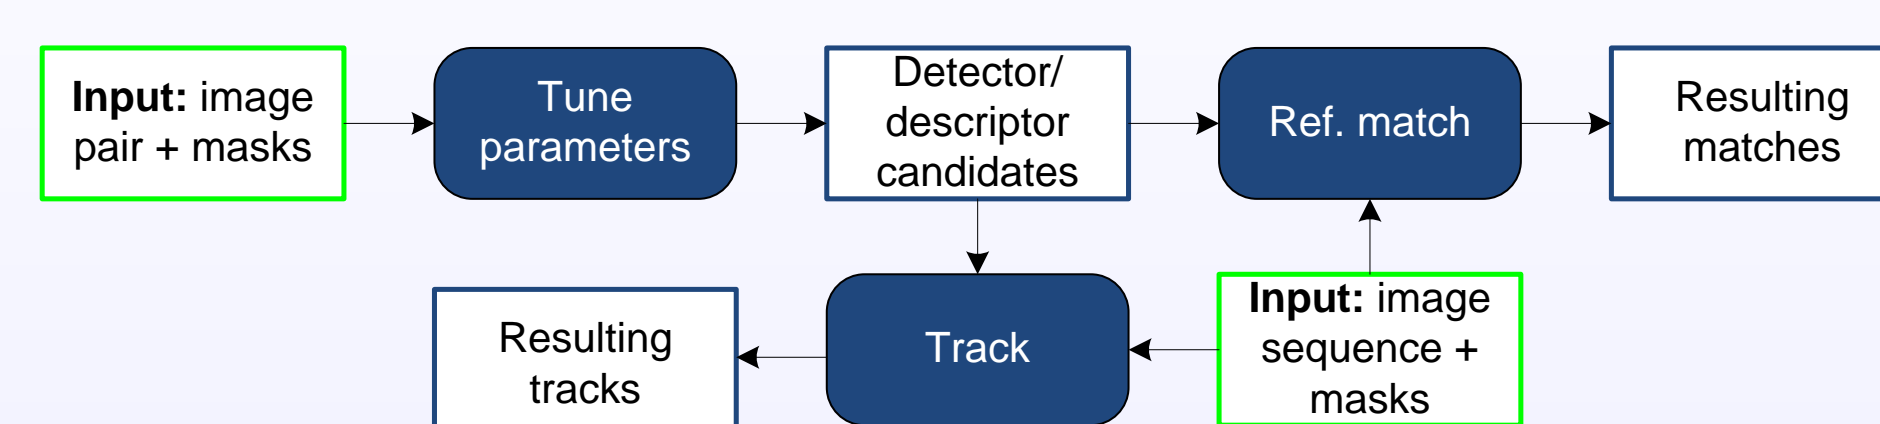 Input: image
pair + masks
Tune
parameters
Detector/
descriptor
candidates
Ref. match
Resulting
matches
Resulting
tracks
Track
Input: image
sequence +
masks